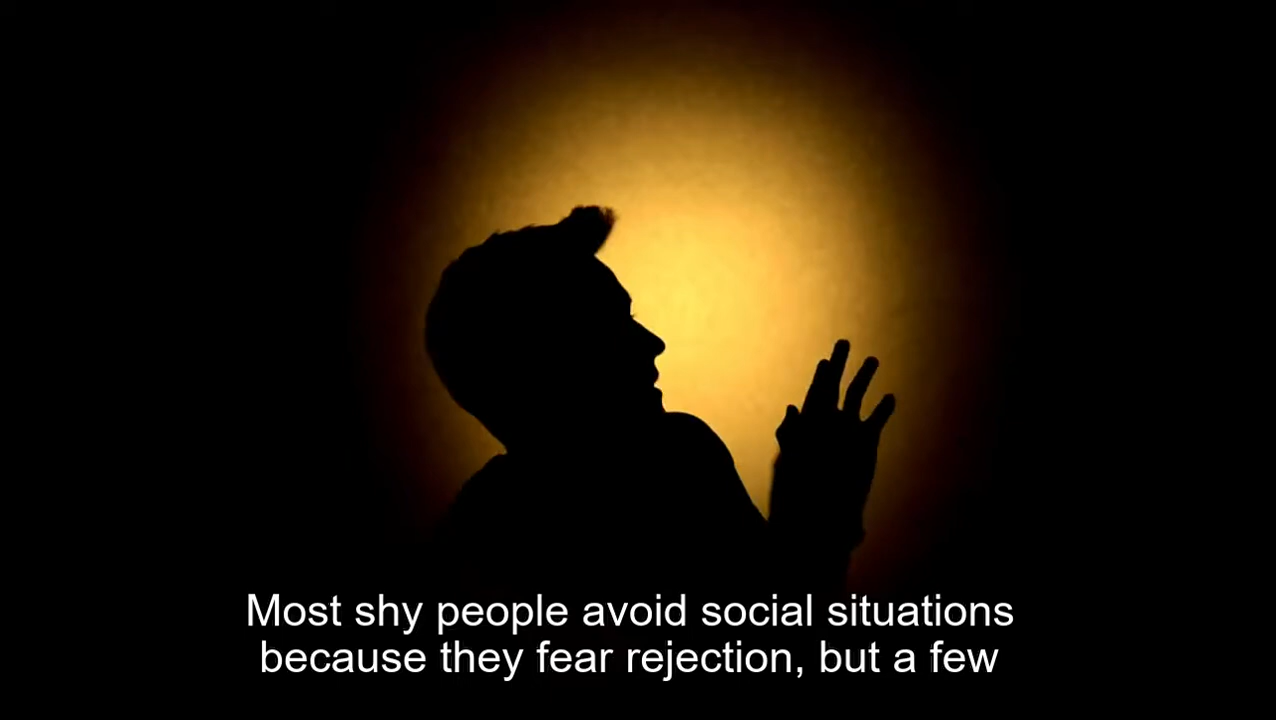 Most shy people avoid social situations
because they fear rejection, but a few